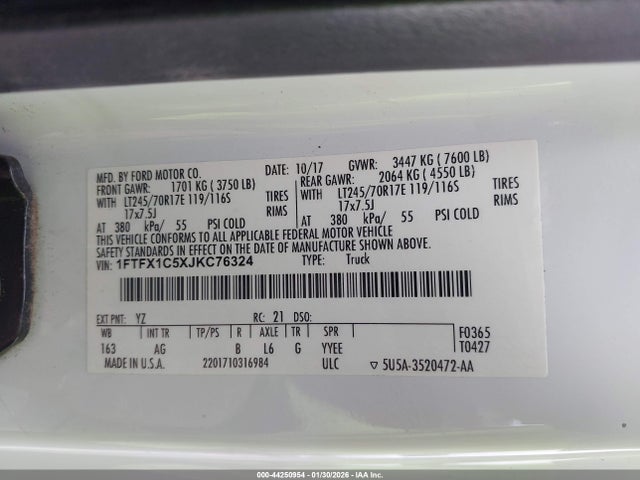 MFD. BY FORD MOTOR CO.
DATE: 10/17 GVWR: 3447 KG ( 7600 LB)
FRONT GAWR: 1701 KG ( 3750 LB) REAR GAWR: 2064 KG ( 4550 LB)
WITH LT245/70R17E 119/116S TIRES WITH LT245/70R17E 119/116S TIRES
17x7.5J RIMS 17x7.5J RIMS
AT 380 kPa/ 55 PSI COLD AT 380 kPa/ 55 PSI COLD
THIS VEHICLE CONFORMS TO ALL APPLICABLE FEDERAL MOTOR VEHICLE
SAFETY STANDARDS IN EFFECT ON THE DATE OF MANUFACTURE SHOWN ABOVE.
VIN: 1FTFX1C5XJKC76324 TYPE: Truck
EXT PNT: YZ RC: 21 DSO:
WB INT TR TP/PS R AXLE TR SPR F0365
163 AG B L6 G YYEE T0427
MADE IN U.S.A. 2201710316984 ULC ▽ 5U5A-3520472-AA
000-44250954 - 01/30/2026 - IAA, Inc.